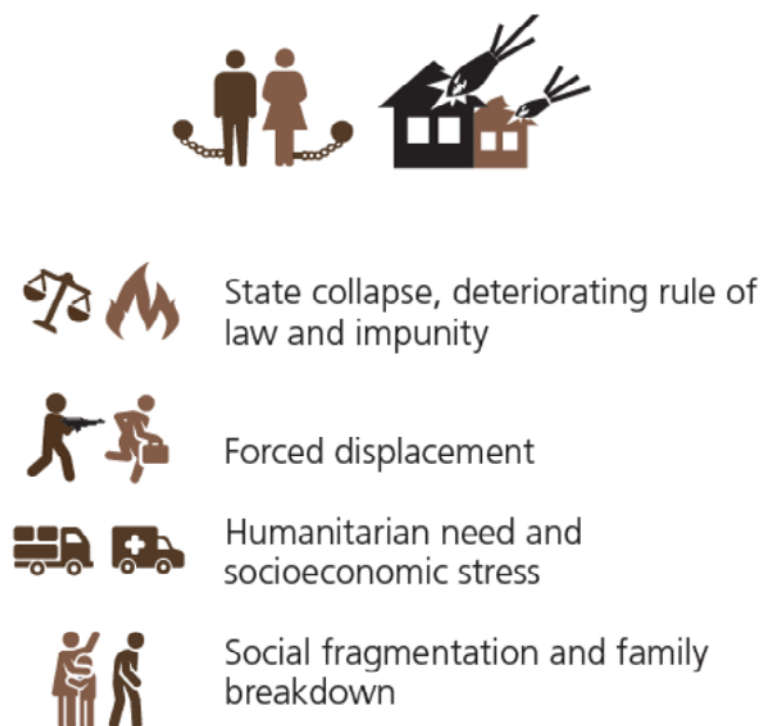 State collapse, deteriorating rule of
law and impunity
Forced displacement
Humanitarian need and
socioeconomic stress
Social fragmentation and family
breakdown